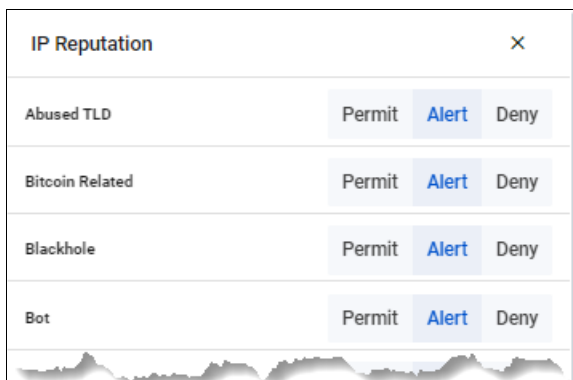 IP Reputation ×
Abused TLD Permit Alert Deny
Bitcoin Related Permit Alert Deny
Blackhole Permit Alert Deny
Bot Permit Alert Deny